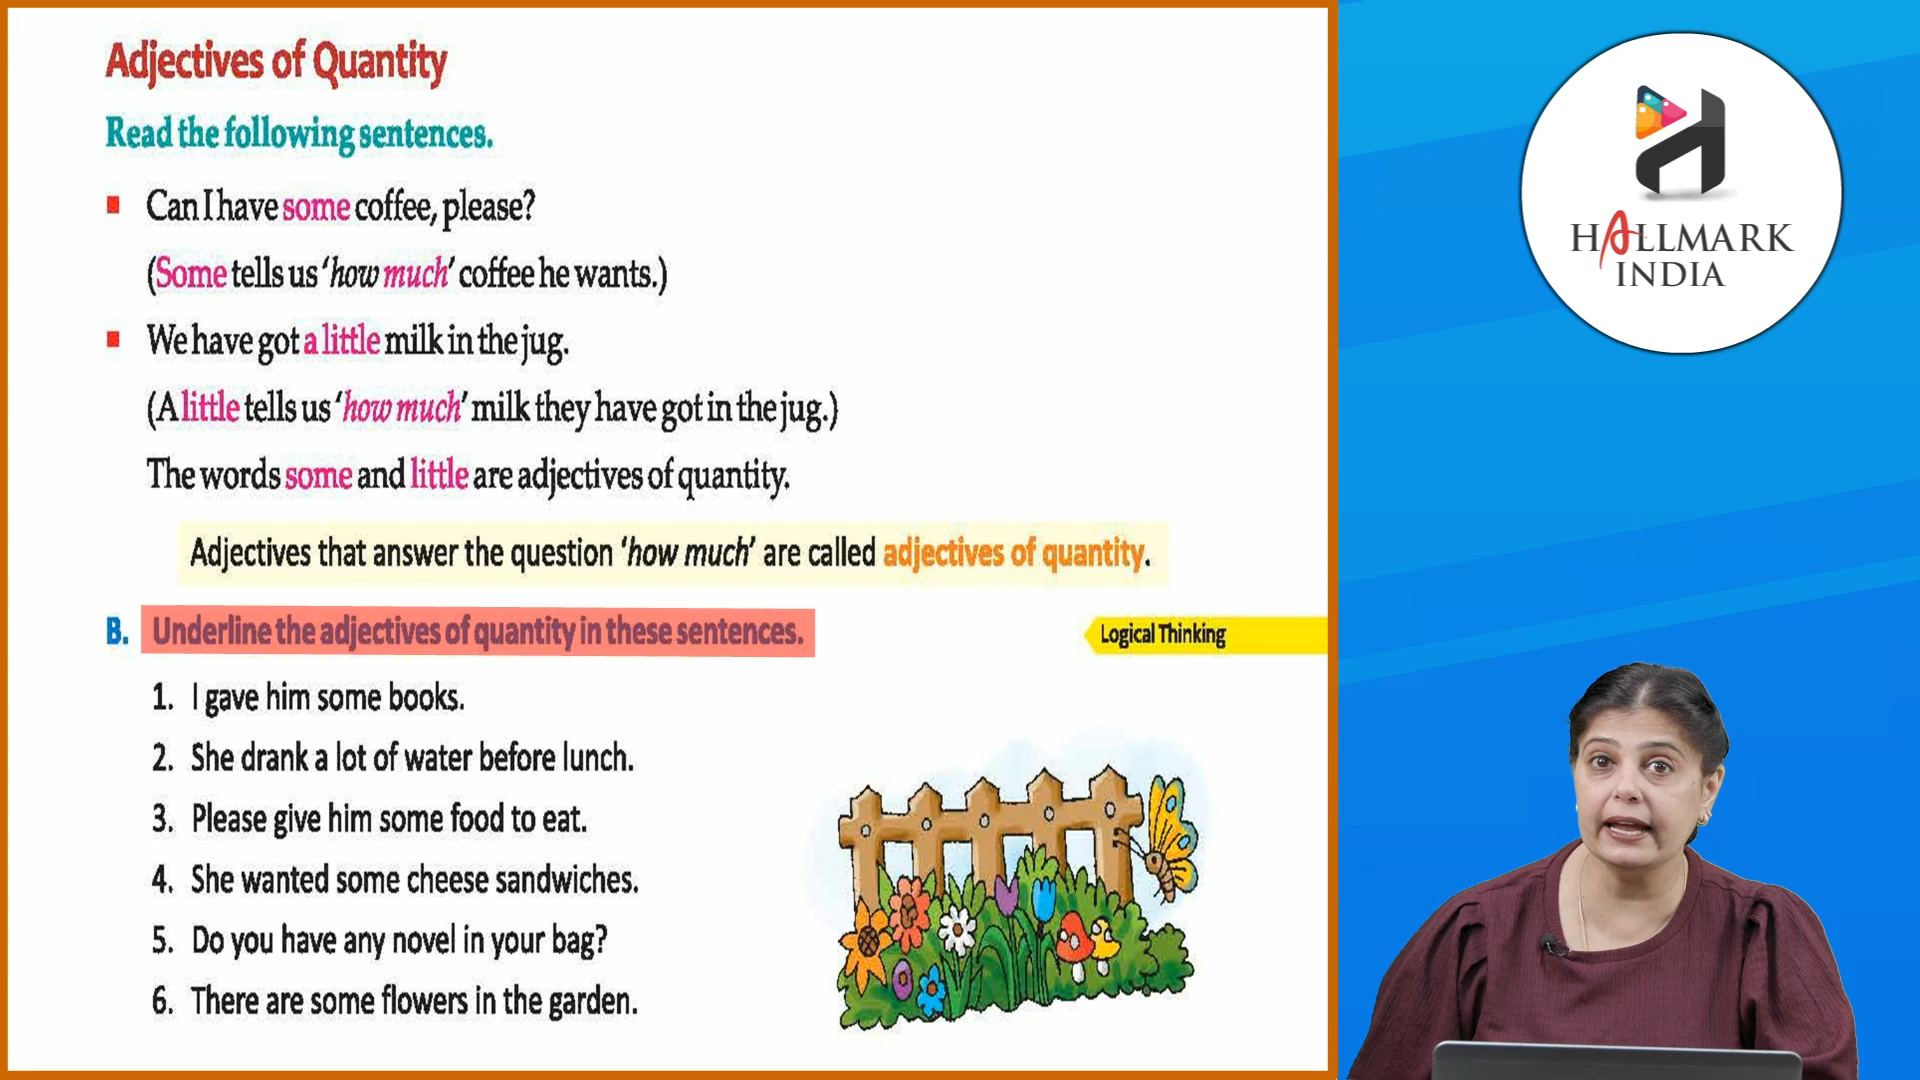 Adjectives of Quantity
Read the following sentences.
Can I have some coffee, please?
(Some tells us 'how much' coffee he wants.)
We have got a little milk in the jug.
(A little tells us 'how much' milk they have got in the jug.)
The words some and little are adjectives of quantity.
Adjectives that answer the question 'how much' are called adjectives of quantity.
B. Underline the adjectives of quantity in these sentences.
Logical Thinking
1. I gave him some books.
2. She drank a lot of water before lunch.
3. Please give him some food to eat.
4. She wanted some cheese sandwiches.
5. Do you have any novel in your bag?
6. There are some flowers in the garden.
HALLMARK
INDIA